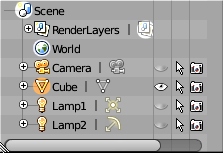 Scene
RenderLayers |
World
Camera |
Cube |
Lamp1 |
Lamp2 |